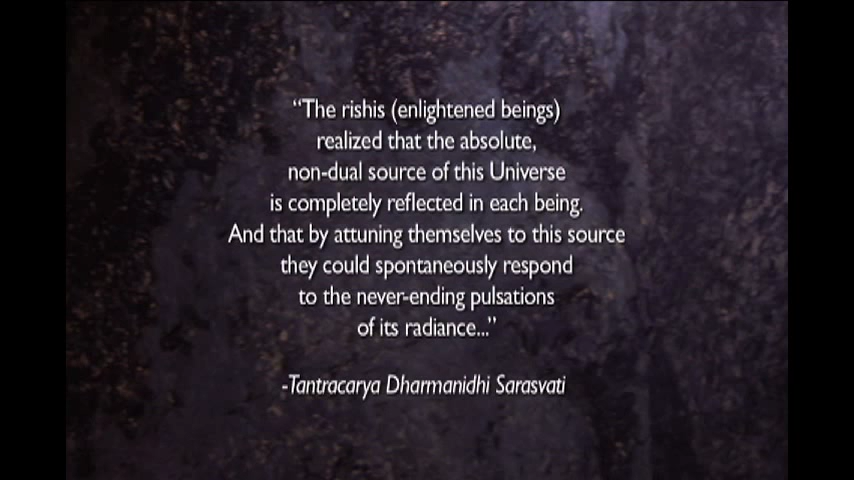 “The rishis (enlightened beings)
realized that the absolute,
non-dual source of this Universe
is completely reflected in each being.
And that by attuning themselves to this source
they could spontaneously respond
to the never-ending pulsations
of its radiance...”
-Tantracarya Dharmanidhi Sarasvati